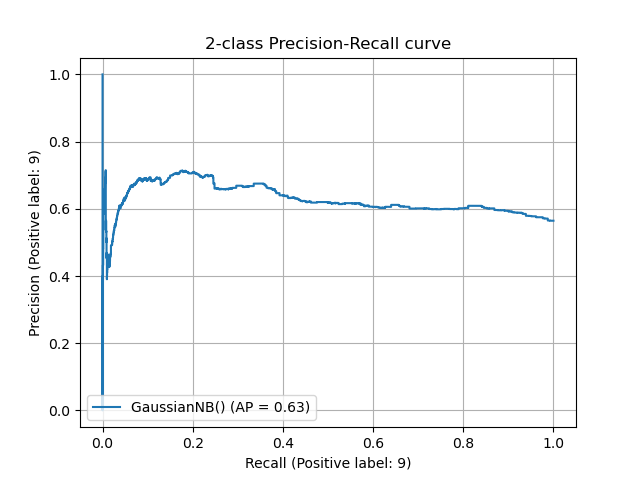 2-class Precision-Recall curve
1.0
0.8
0.6
0.4
0.2
0.0
Precision (Positive label: 9)
GaussianNB() (AP = 0.63)
0.0 0.2 0.4 0.6 0.8 1.0
Recall (Positive label: 9)